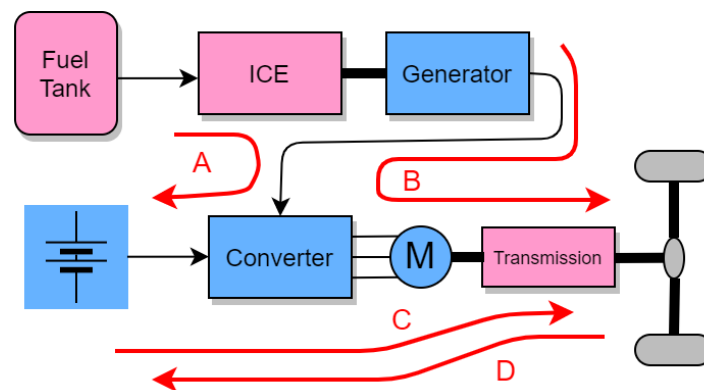 Fuel
Tank
ICE
Generator
A
B
Converter
M
Transmission
C
D